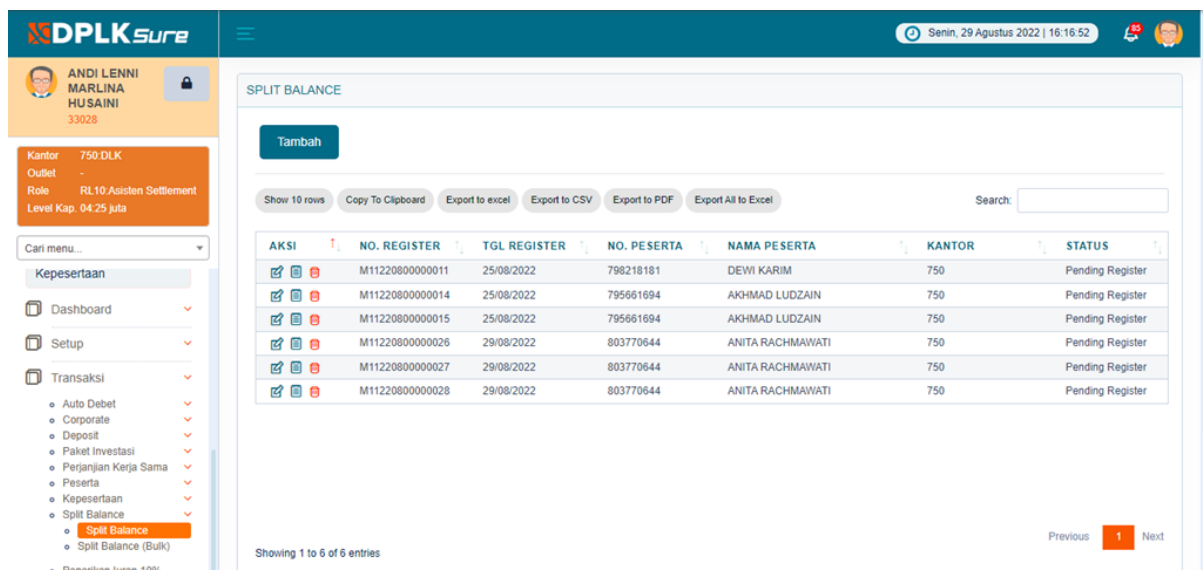 DPLKsure
Senin, 29 Agustus 2022 | 16:16:52
85
ANDI LENNI
MARLINA
HUSAINI
33028
Kantor 750:DLK
Outlet -
Role RL10:Asisten Settlement
Level Kap. 04:25 juta
Cari menu...
Kepesertaan
Dashboard
Setup
Transaksi
Auto Debet
Corporate
Deposit
Paket Investasi
Perjanjian Kerja Sama
Peserta
Kepesertaan
Split Balance
Split Balance
Split Balance (Bulk)
Penarikan Iuran 10%
SPLIT BALANCE
Tambah
Show 10 rows Copy To Clipboard Export to excel Export to CSV Export to PDF Export All to Excel Search:
AKSI NO. REGISTER TGL REGISTER NO. PESERTA NAMA PESERTA KANTOR STATUS
M11220800000011 25/08/2022 798218181 DEWI KARIM 750 Pending Register
M11220800000014 25/08/2022 795661694 AKHMAD LUDZAIN 750 Pending Register
M11220800000015 25/08/2022 795661694 AKHMAD LUDZAIN 750 Pending Register
M11220800000026 29/08/2022 803770644 ANITA RACHMAWATI 750 Pending Register
M11220800000027 29/08/2022 803770644 ANITA RACHMAWATI 750 Pending Register
M11220800000028 29/08/2022 803770644 ANITA RACHMAWATI 750 Pending Register
Showing 1 to 6 of 6 entries
Previous 1 Next